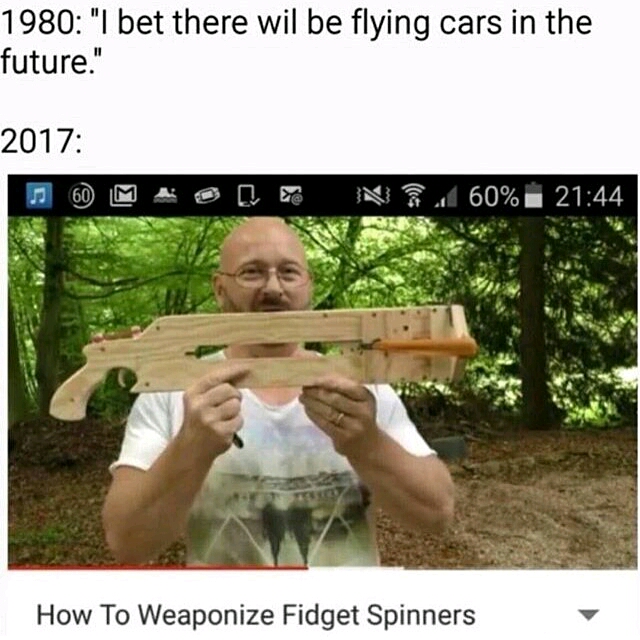 1980: "I bet there wil be flying cars in the
future."
2017:
60 60% 21:44
How To Weaponize Fidget Spinners